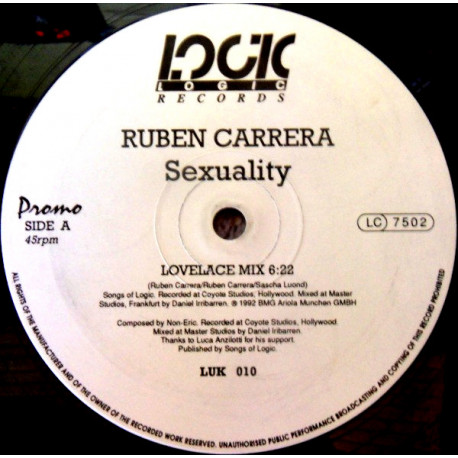 LOGIC
LOGIC
RECORDS
RUBEN CARRERA
Sexuality
Promo
SIDE A
45rpm
LC 7502
LOVELACE MIX 6:22
(Ruben Carrera/Ruben Carrera/Sascha Luond)
Songs of Logic. Recorded at Coyote Studios, Hollywood. Mixed at Master
Studios, Frankfurt by Daniel Irribarren. ℗ 1992 BMG Ariola Munchen GMBH
Composed by Non-Eric. Recorded at Coyote Studios, Hollywood
Mixed at Master Studios by Daniel Irribaren.
Thanks to Luca Anzilotti for his support.
Published by Songs of Logic.
LUK 010
ALL RIGHTS OF THE MANUFACTURER AND OF THE OWNER OF THE RECORDED WORK RESERVED. UNAUTHORISED PUBLIC PERFORMANCE BROADCASTING AND COPYING OF THIS RECORD PROHIBITED